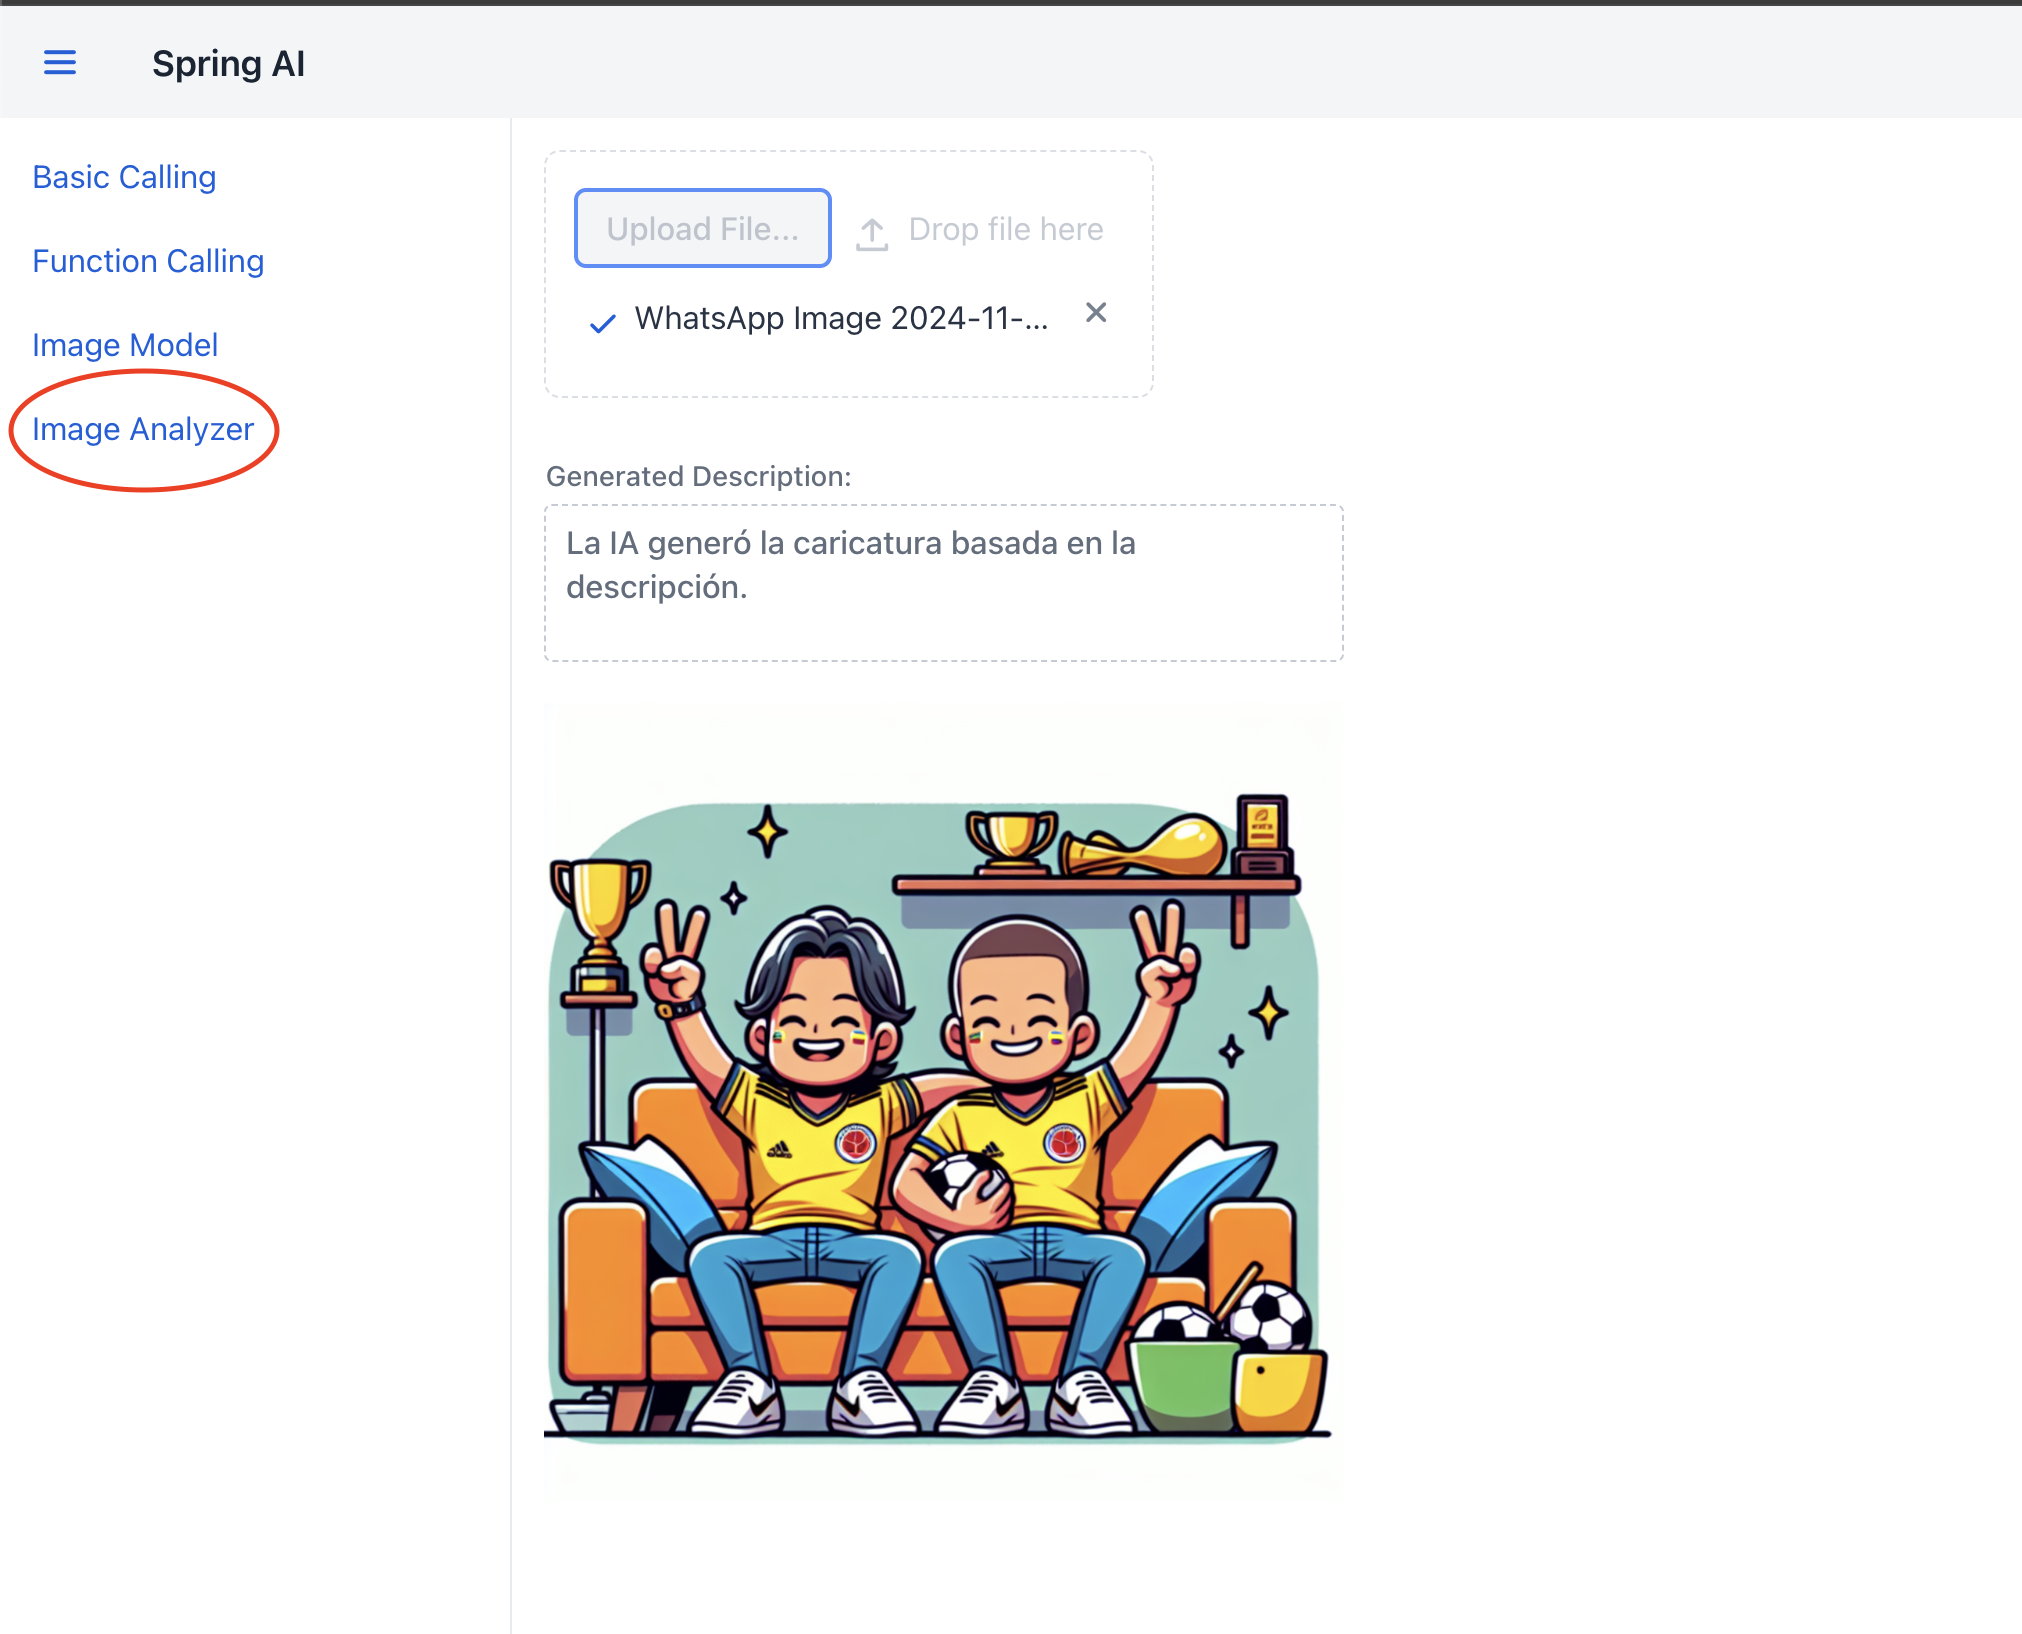 Spring AI
Basic Calling
Function Calling
Image Model
Image Analyzer
Upload File...
Drop file here
WhatsApp Image 2024-11-...
Generated Description:
La IA generó la caricatura basada en la
descripción.